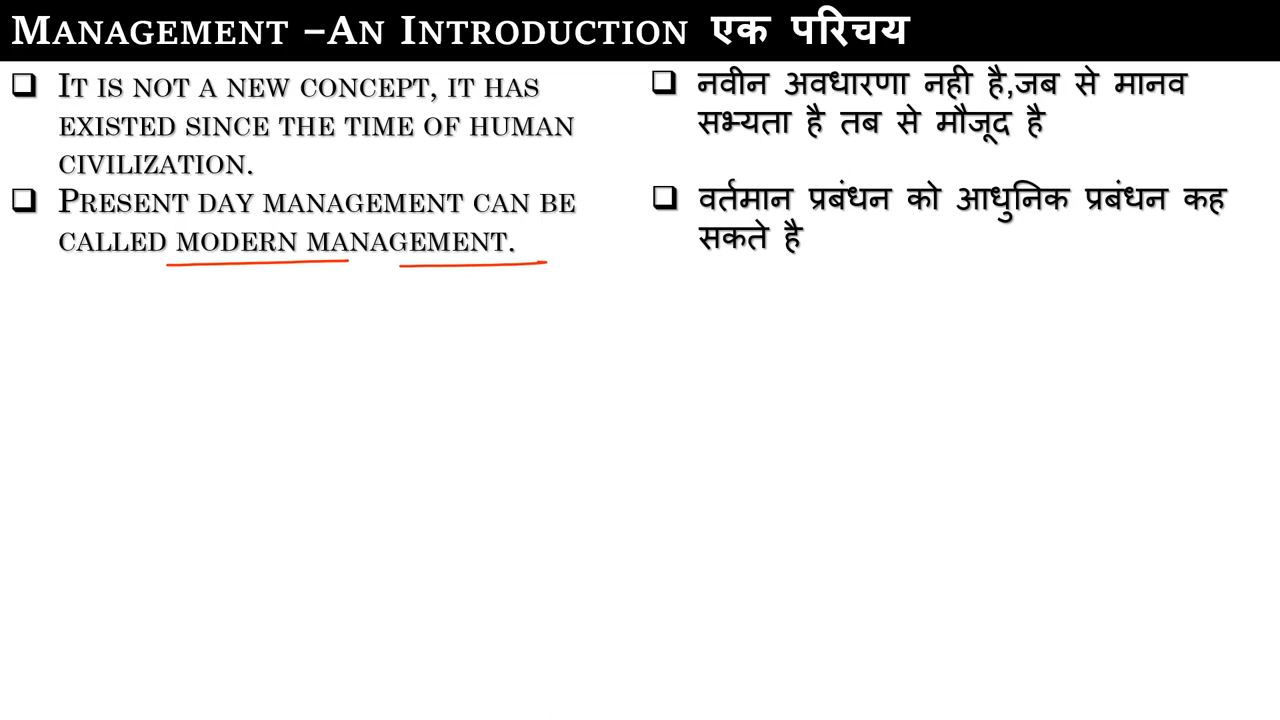 MANAGEMENT –AN INTRODUCTION एक परिचय
❑ IT IS NOT A NEW CONCEPT, IT HAS
EXISTED SINCE THE TIME OF HUMAN
CIVILIZATION.
❑ PRESENT DAY MANAGEMENT CAN BE
CALLED MODERN MANAGEMENT.
❑ नवीन अवधारणा नही है,जब से मानव
सभ्यता है तब से मौजूद है
❑ वर्तमान प्रबंधन को आधुनिक प्रबंधन कह
सकते है